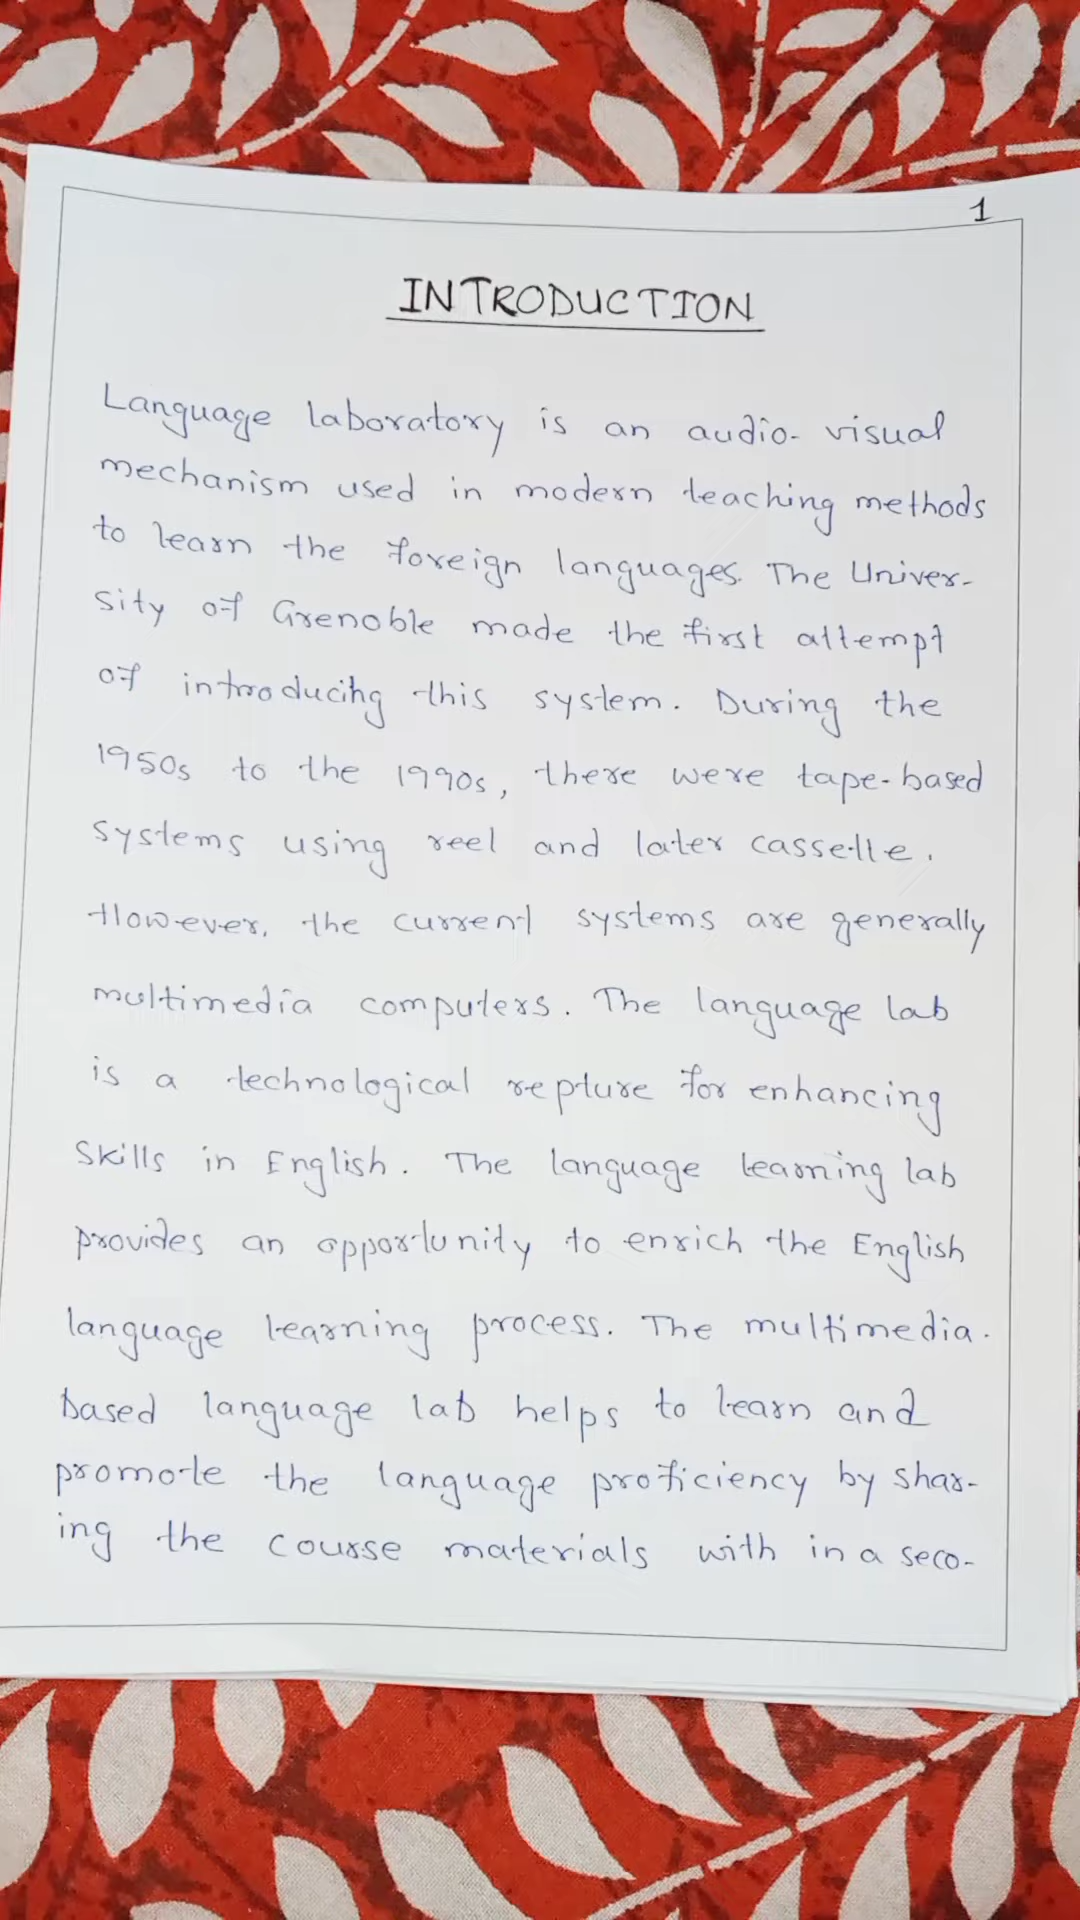 1
INTRODUCTION
Language laboratory is an audio-visual
mechanism used in modern teaching methods
to learn the foreign languages. The Univer-
sity of Grenoble made the first attempt
of introducing this system. During the
1950s to the 1990s, there were tape-based
systems using reel and later cassette.
However, the current systems are generally
multimedia computers. The language lab
is a technological repture for enhancing
skills in English. The language learning lab
provides an opportunity to enrich the English
language learning process. The multimedia-
based language lab helps to learn and
promote the language proficiency by shar-
ing the course materials with in a seco-